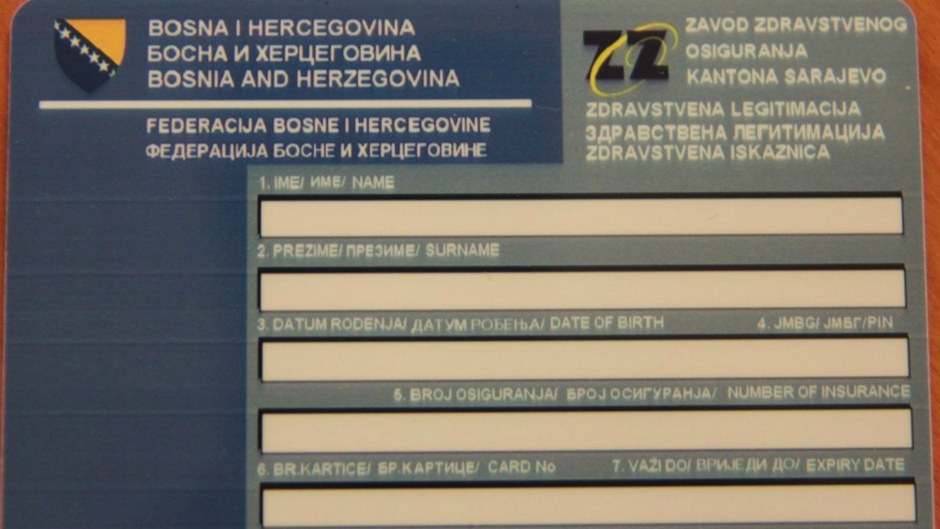 BOSNA I HERCEGOVINA
БОСНА И ХЕРЦЕГОВИНА
BOSNIA AND HERZEGOVINA
FEDERACIJA BOSNE I HERCEGOVINE
ФЕДЕРАЦИЈА БОСНЕ И ХЕРЦЕГОВИНЕ
ZZ
ZAVOD ZDRAVSTVENOG
OSIGURANJA
KANTONA SARAJEVO
ZDRAVSTVENA LEGITIMACIJA
ЗДРАВСТВЕНА ЛЕГИТИМАЦИЈА
ZDRAVSTVENA ISKAZNICA
1. IME/ ИМЕ/ NAME
2. PREZIME/ ПРЕЗИМЕ/ SURNAME
3. DATUM RODENJA/ ДАТУМ РОЂЕЊА/ DATE OF BIRTH 4. JMBG/ ЈМБГ/PIN
5. BROJ OSIGURANJA/ БРОЈ ОСИГУРАЊА/ NUMBER OF INSURANCE
6. BR.KARTICE/ БР.КАРТИЦЕ/ CARD No 7. VAŽI DO/ ВРИЈЕДИ ДО/ EXPIRY DATE